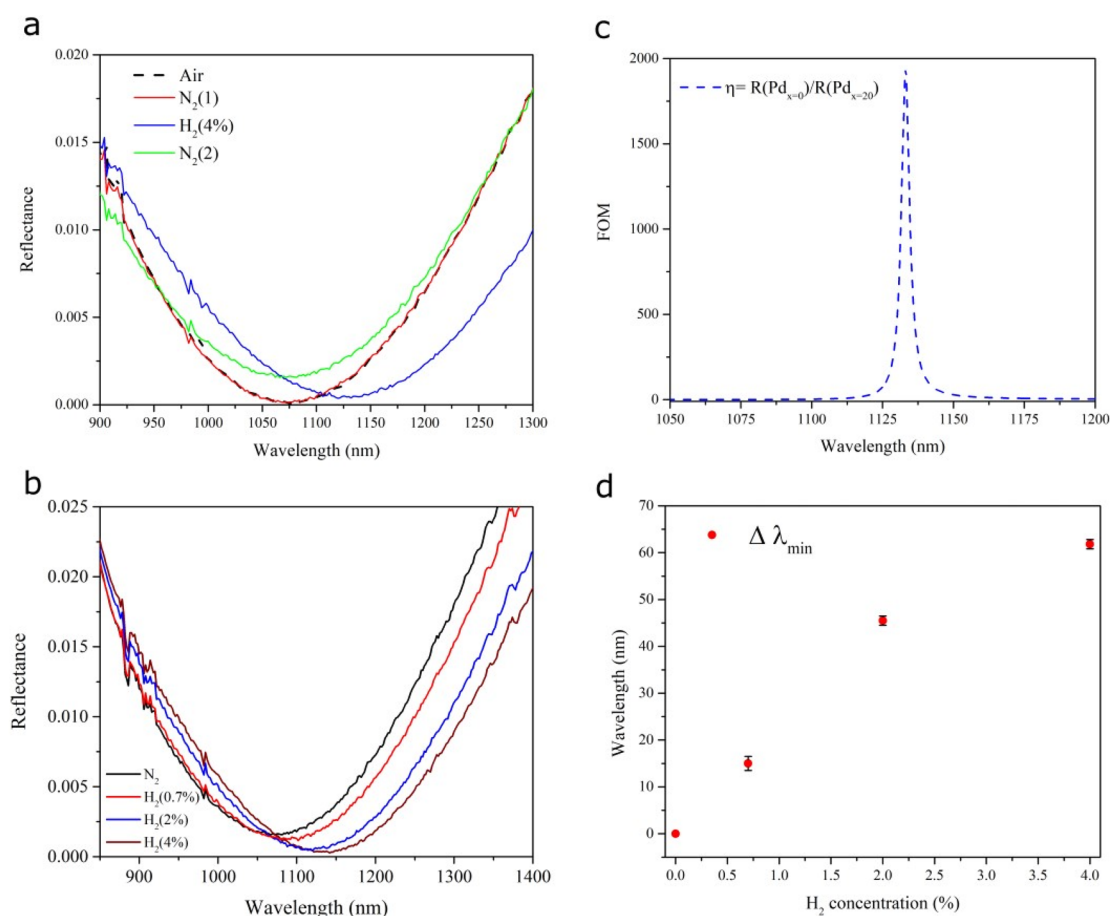 a
0.020
0.015
0.010
0.005
0.000
Reflectance
Air
N2(1)
H2(4%)
N2(2)
900 950 1000 1050 1100 1150 1200 1250 1300
Wavelength (nm)
c
2000
1500
1000
500
0
FOM
η= R(Pdx=0)/R(Pdx=20)
1050 1075 1100 1125 1150 1175 1200
Wavelength (nm)
b
0.025
0.020
0.015
0.010
0.005
0.000
Reflectance
N2
H2(0.7%)
H2(2%)
H2(4%)
900 1000 1100 1200 1300 1400
Wavelength (nm)
d
70
60
50
40
30
20
10
0
Wavelength (nm)
Δ λmin
0.0 0.5 1.0 1.5 2.0 2.5 3.0 3.5 4.0
H2 concentration (%)